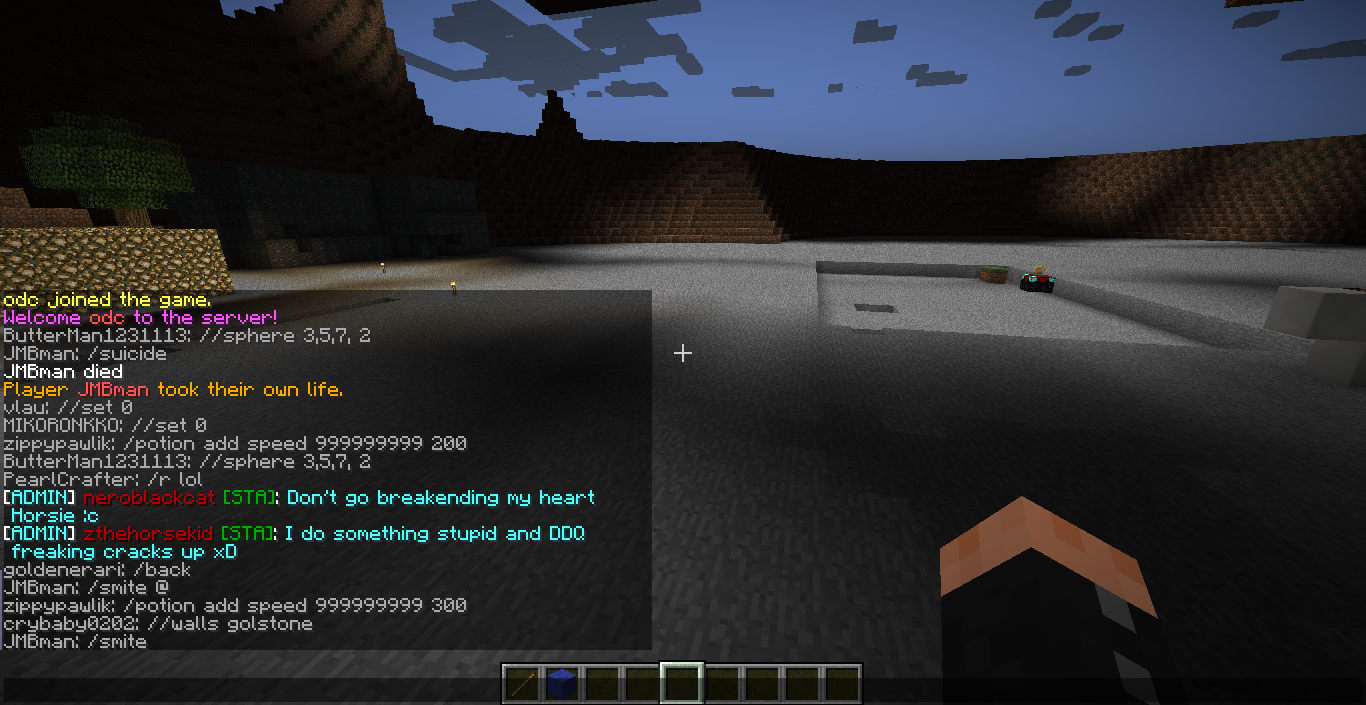 odc joined the game.
Welcome odc to the server!
ButterMan1231113: //sphere 3,5,7, 2
JMBman: /suicide
JMBman died
Player JMBman took their own life.
vlau: //set 0
MIKORONKKO: //set 0
zippypawlik: /potion add speed 999999999 200
ButterMan1231113: //sphere 3,5,7, 2
PearlCrafter: /r lol
[ADMIN] neroblackcat [STA]: Don't go breakending my heart
Horsie :c
[ADMIN] zthehorsekid [STA]: I do something stupid and DDQ
freaking cracks up xD
goldenerari: /back
JMBman: /smite @
zippypawlik: /potion add speed 999999999 300
crybaby0202: //walls golstone
JMBman: /smite